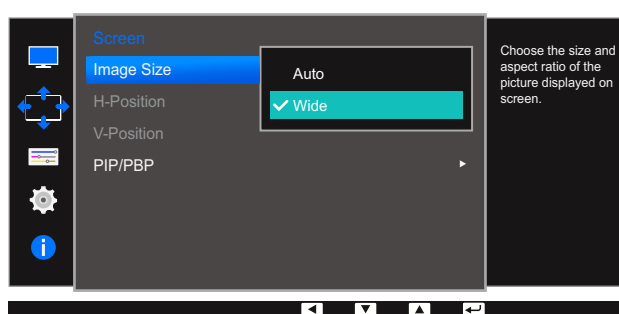 Screen
Image Size
Auto
Wide
H-Position
V-Position
PIP/PBP
Choose the size and
aspect ratio of the
picture displayed on
screen.